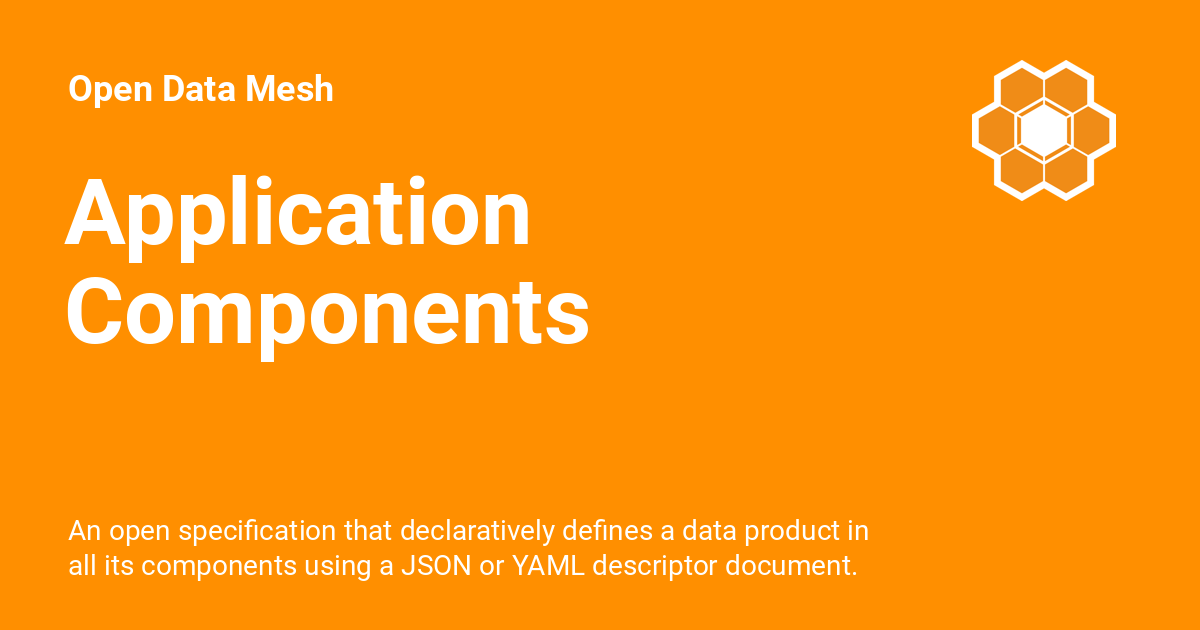 Open Data Mesh
Application
Components
An open specification that declaratively defines a data product in
all its components using a JSON or YAML descriptor document.